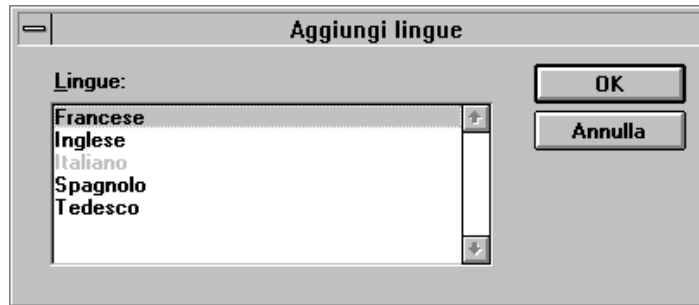 Aggiungi lingue
Lingue:
OK
Francese
Annulla
Inglese
Italiano
Spagnolo
Tedesco